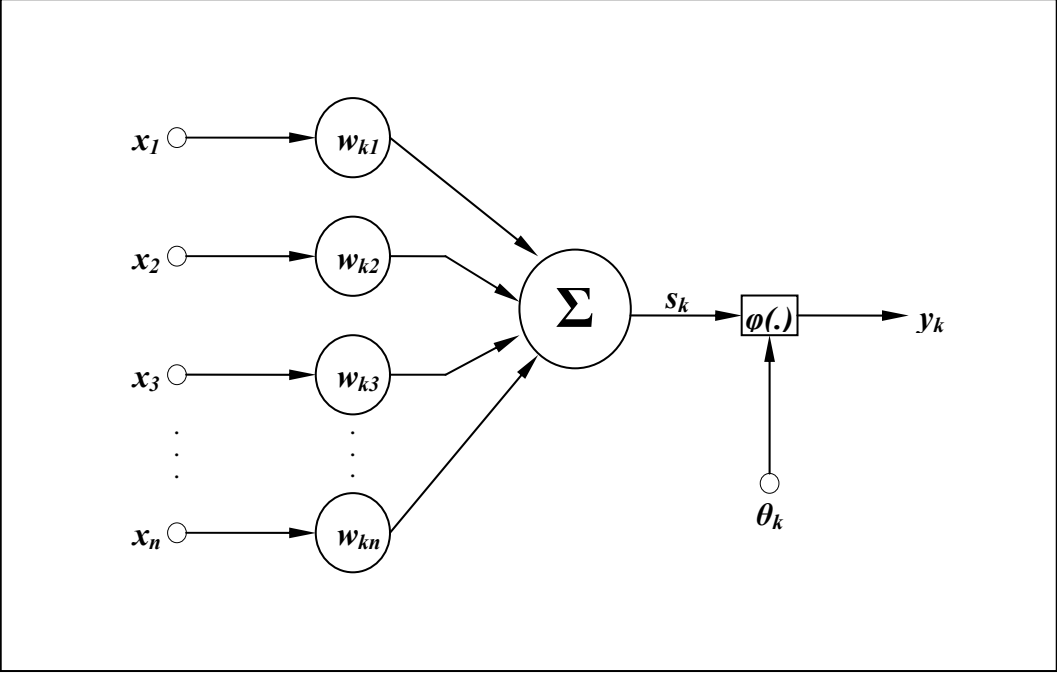 x1
wk1
x2
wk2
Σ
sk
φ(.)
yk
x3
wk3
. .
. .
. .
θk
xn
wkn